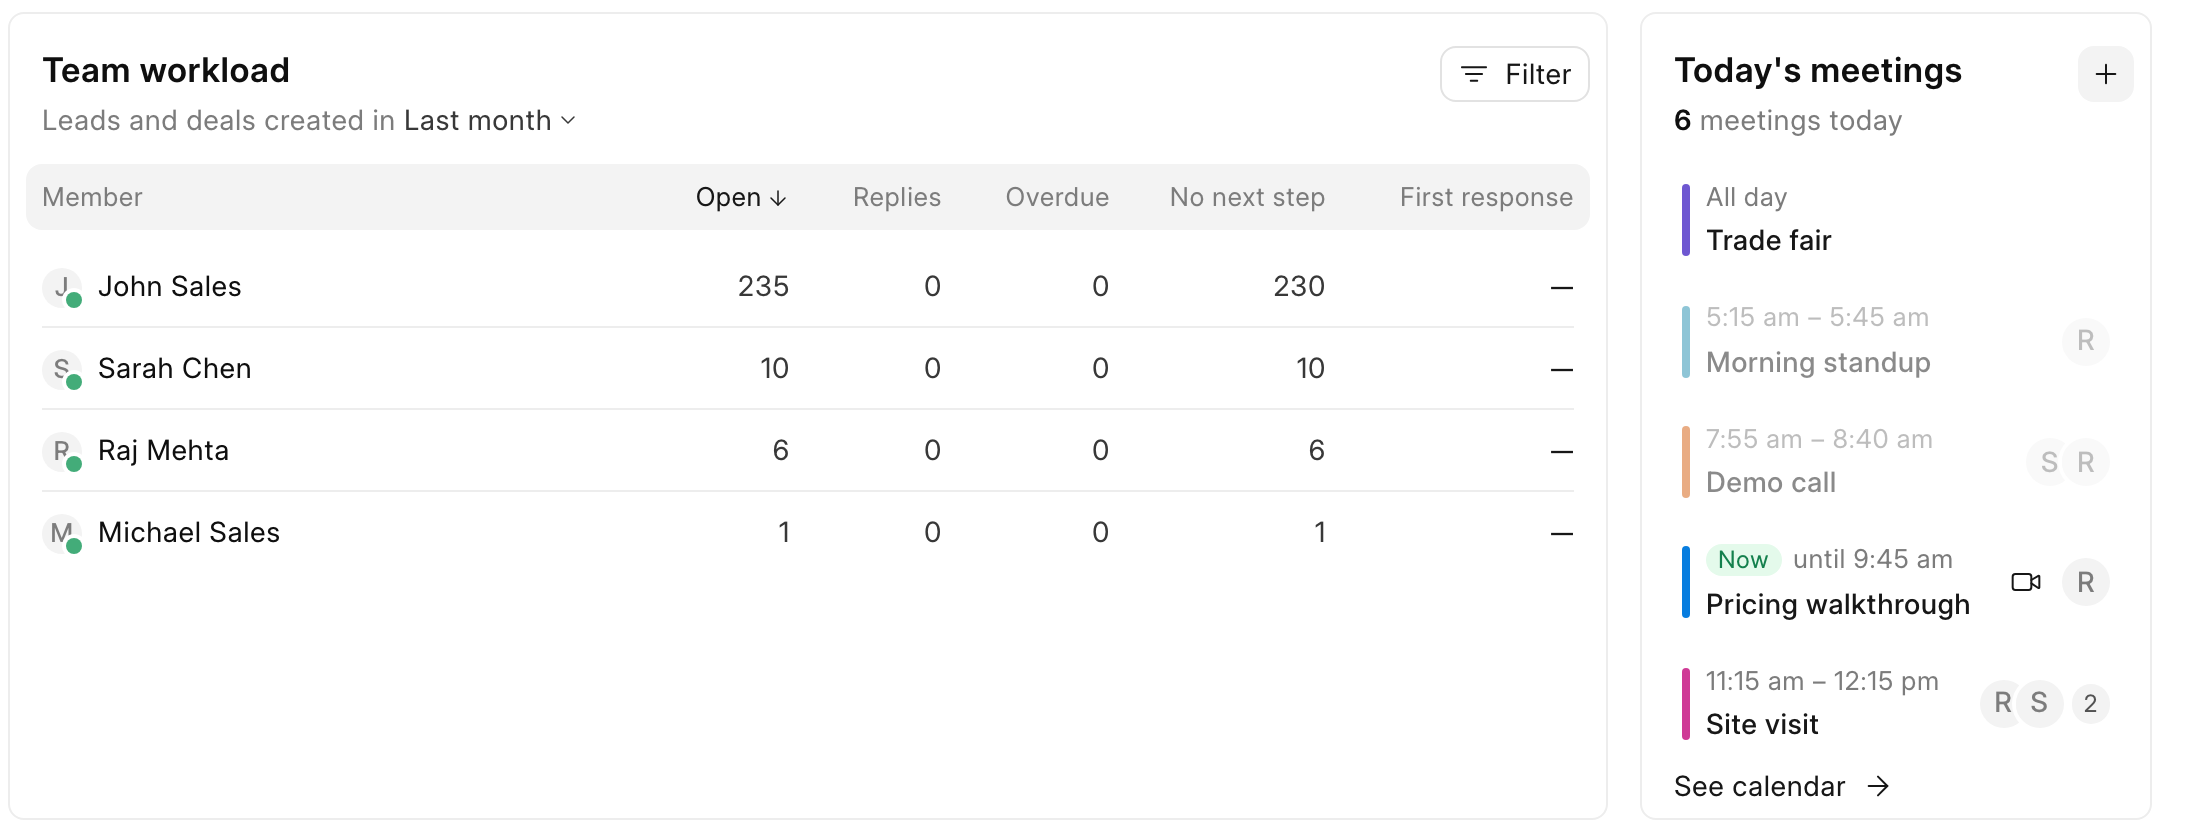 Team workload
Filter
Leads and deals created in Last month
Member Open ↓ Replies Overdue No next step First response
J John Sales 235 0 0 230 —
S Sarah Chen 10 0 0 10 —
R Raj Mehta 6 0 0 6 —
M Michael Sales 1 0 0 1 —
Today's meetings
+
6 meetings today
All day
Trade fair
5:15 am – 5:45 am
Morning standup
R
7:55 am – 8:40 am
Demo call
S R
Now until 9:45 am
Pricing walkthrough
R
11:15 am – 12:15 pm
Site visit
R S 2
See calendar →